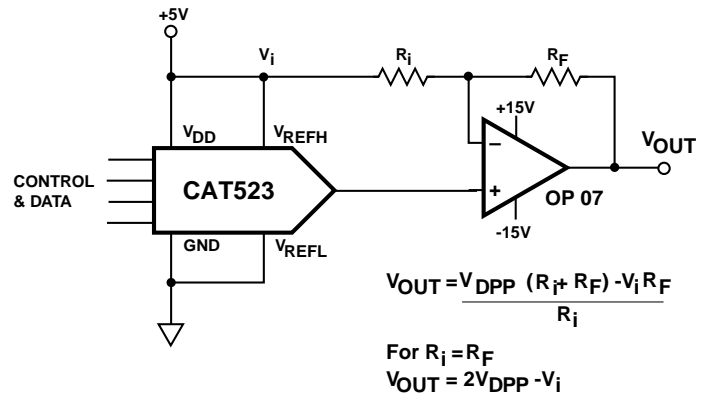 +5V
Vi
Ri
RF
+15V
VDD
VREFH
VOUT
CONTROL
& DATA
CAT523
–
+
OP 07
GND
VREFL
-15V
VOUT = VDPP (Ri+ RF) -Vi RF
Ri
For Ri = RF
VOUT = 2VDPP -Vi